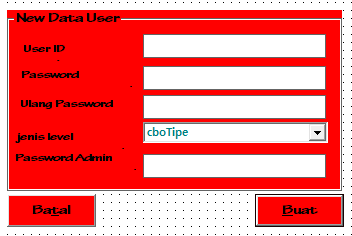 New Data User
User ID
Password
Ulang Password
jenis level
cboTipe
Password Admin
Batal
Buat